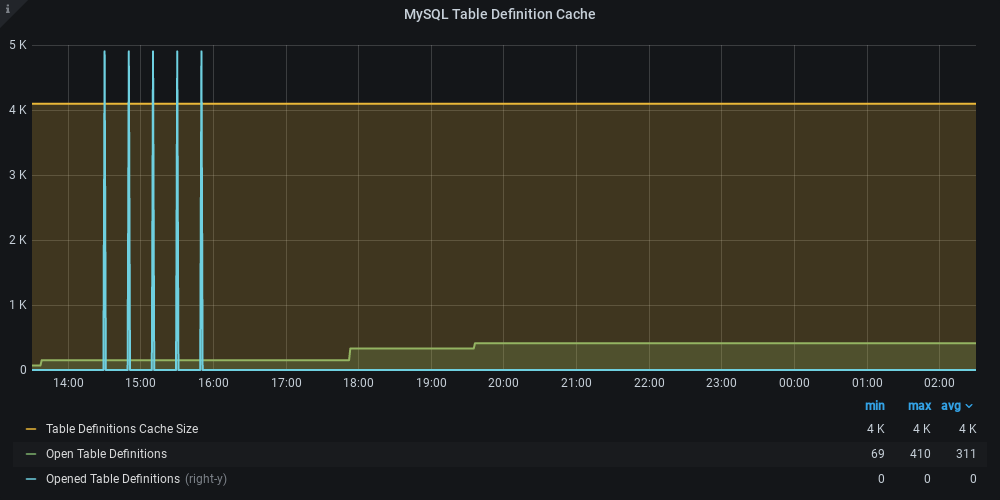 i
MySQL Table Definition Cache
5 K
4 K
3 K
2 K
1 K
0
14:00 15:00 16:00 17:00 18:00 19:00 20:00 21:00 22:00 23:00 00:00 01:00 02:00
min max avg
Table Definitions Cache Size 4 K 4 K 4 K
Open Table Definitions 69 410 311
Opened Table Definitions (right-y) 0 0 0